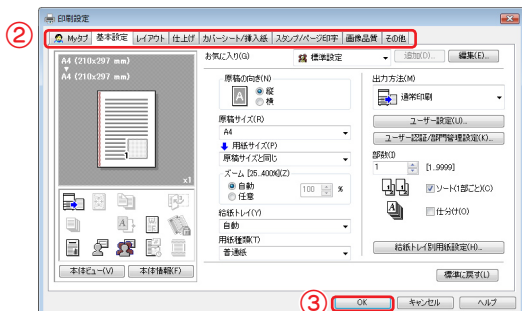 印刷設定
②
Myタブ 基本設定 レイアウト 仕上げ カバーシート/挿入紙 スタンプ/ページ印字 画像品質 その他
A4 (210x297 mm)
A4 (210x297 mm)
1
x1
本体ビュー(V) 本体情報(F)
お気に入り(G) 標準設定 追加(D)... 編集(E)...
原稿の向き(N)
A
縦
横
原稿サイズ(R)
A4
用紙サイズ(P)
原稿サイズと同じ
ズーム [25..400%](Z)
自動
任意
100 %
給紙トレイ(Y)
自動
用紙種類(T)
普通紙
出力方法(M)
通常印刷
ユーザー設定(U)...
ユーザー認証/部門管理設定(K)...
部数(I)
1 [1..9999]
ソート(1部ごと)(C)
仕分け(O)
給紙トレイ別用紙設定(H)...
標準に戻す(L)
③
OK キャンセル ヘルプ